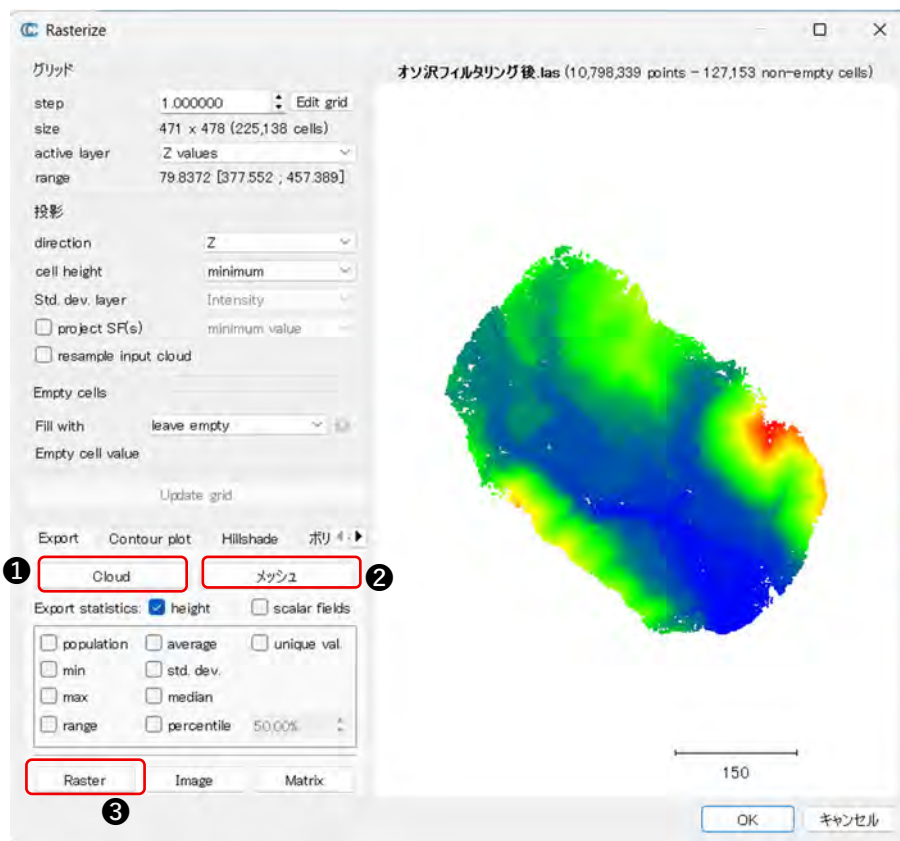 Rasterize
グリッド
オソ沢フィルタリング後.las (10,798,339 points - 127,153 non-empty cells)
step 1.000000 Edit grid
size 471 x 478 (225,138 cells)
active layer Z values
range 79.8372 [377.552 ; 457.389]
投影
direction Z
cell height minimum
Std. dev. layer Intensity
project SF(s) minimum value
resample input cloud
Empty cells
Fill with leave empty
Empty cell value
Update grid
Export Contour plot Hillshade ポリ
❶ Cloud メッシュ ❷
Export statistics: height scalar fields
population average unique val.
min std. dev.
max median
range percentile 50.00%
Raster Image Matrix
❸
150
OK キャンセル